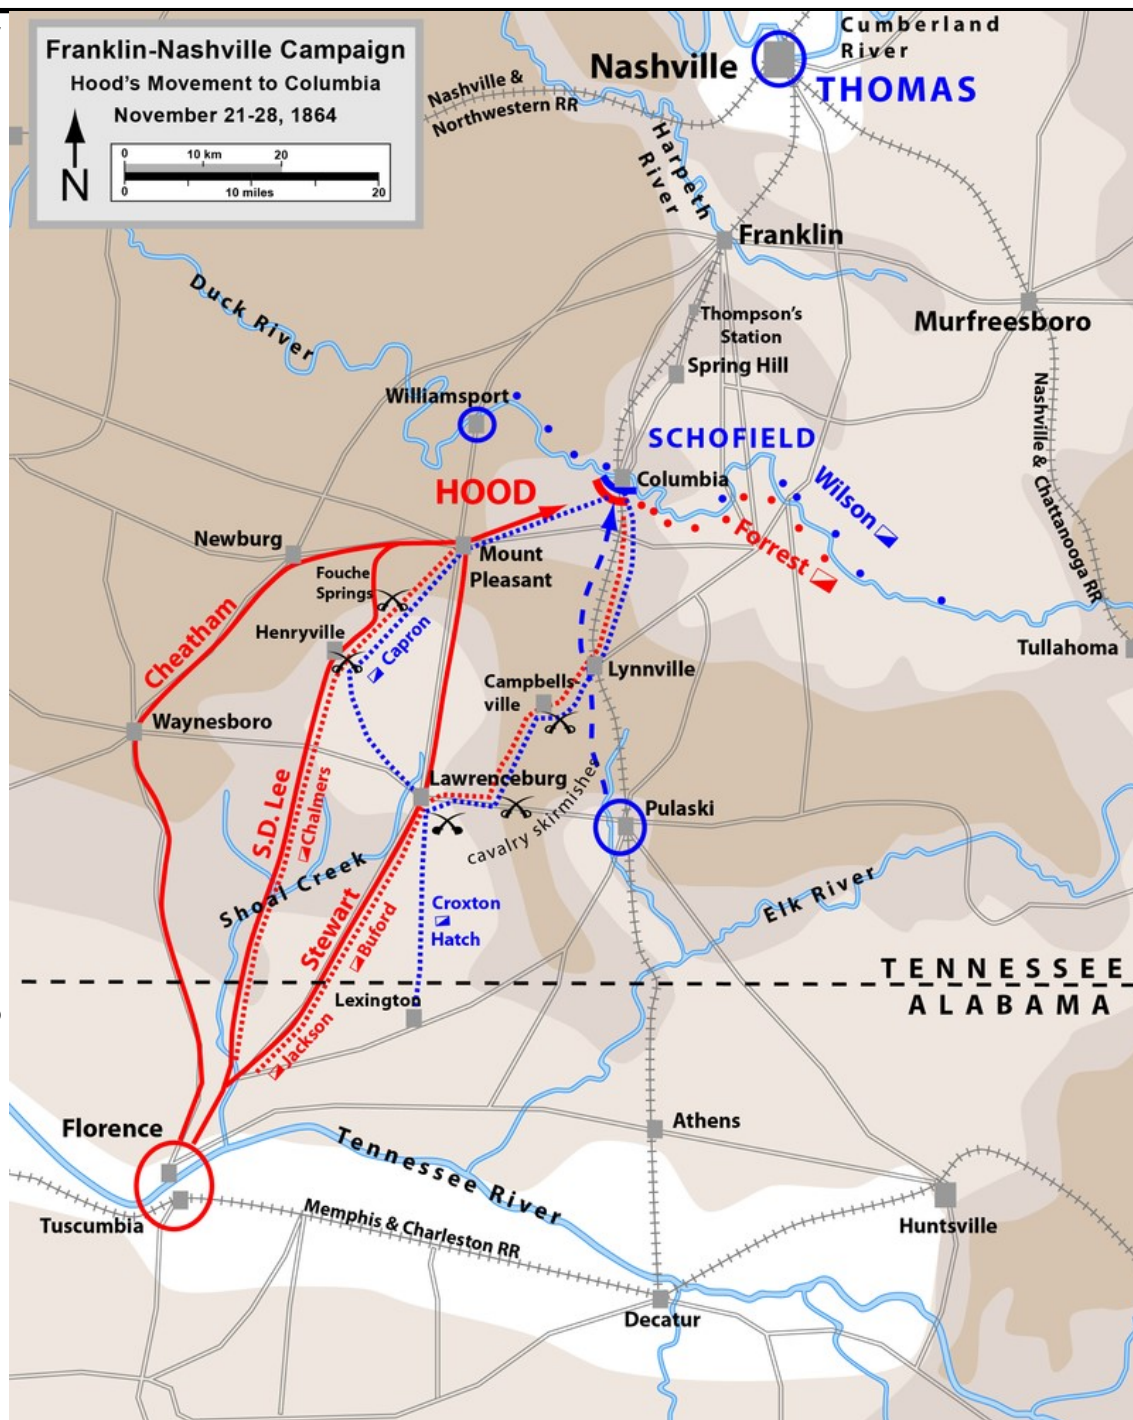 Franklin-Nashville Campaign
Hood's Movement to Columbia
November 21-28, 1864
N
0 10 km 20
0 10 miles 20
Cumberland
River
Nashville
THOMAS
Nashville &
Northwestern RR
Harpeth
River
Franklin
Duck River
Thompson's
Station
Murfreesboro
Spring Hill
Williamsport
Nashville & Chattanooga RR
SCHOFIELD
Columbia
HOOD
Wilson
Forrest
Newburg
Mount
Pleasant
Fouche
Springs
Cheatham
Henryville
Capron
Tullahoma
Lynnville
Campbells-
ville
Waynesboro
Lawrenceburg
S.D. Lee
Chalmers
cavalry skirmishes
Pulaski
Shoal Creek
Stewart
Buford
Croxton
Hatch
Elk River
TENNESSEE
ALABAMA
Lexington
Jackson
Florence
Tennessee River
Athens
Tuscumbia
Memphis & Charleston RR
Huntsville
Decatur